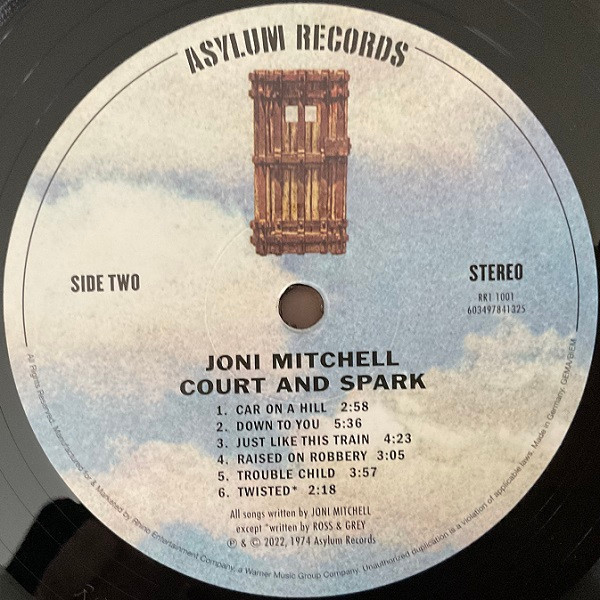 ASYLUM RECORDS
SIDE TWO
STEREO
RR1 1001
603497841325
JONI MITCHELL
COURT AND SPARK
1. CAR ON A HILL 2:58
2. DOWN TO YOU 5:36
3. JUST LIKE THIS TRAIN 4:23
4. RAISED ON ROBBERY 3:05
5. TROUBLE CHILD 3:57
6. TWISTED* 2:18
All songs written by JONI MITCHELL
except *written by ROSS & GREY
℗ & © 2022, 1974 Asylum Records
All Rights Reserved. Manufactured for & Marketed by Rhino Entertainment Company, a Warner Music Group Company. Unauthorized duplication is a violation of applicable laws. Made in Germany. GEMA/BIEM